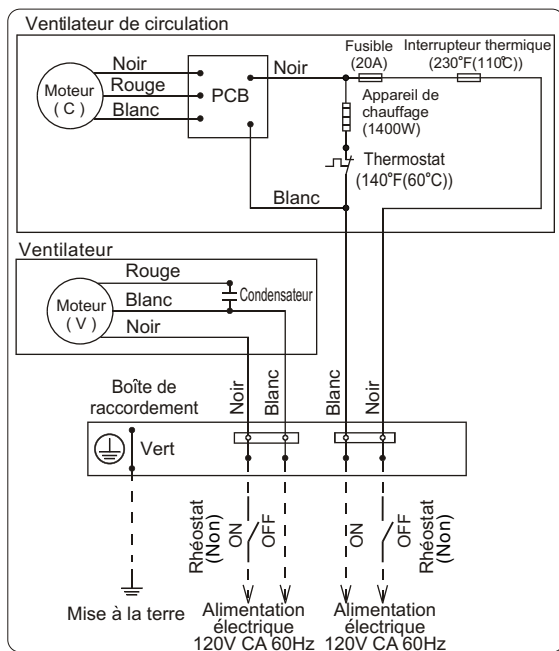 Ventilateur de circulation
Noir
Rouge
Blanc
Moteur
( C )
PCB
Noir
Fusible
(20A)
Interrupteur thermique
(230°F(110℃))
Appareil de
chauffage
(1400W)
Thermostat
(140°F(60°C))
Blanc
Ventilateur
Rouge
Blanc
Noir
Moteur
( V )
Condensateur
Boîte de
raccordement
Noir
Blanc
Blanc
Noir
Vert
Rhéostat
(Non)
ON
OFF
ON
OFF
Rhéostat
(Non)
Mise à la terre
Alimentation
électrique
120V CA 60Hz
Alimentation
électrique
120V CA 60Hz